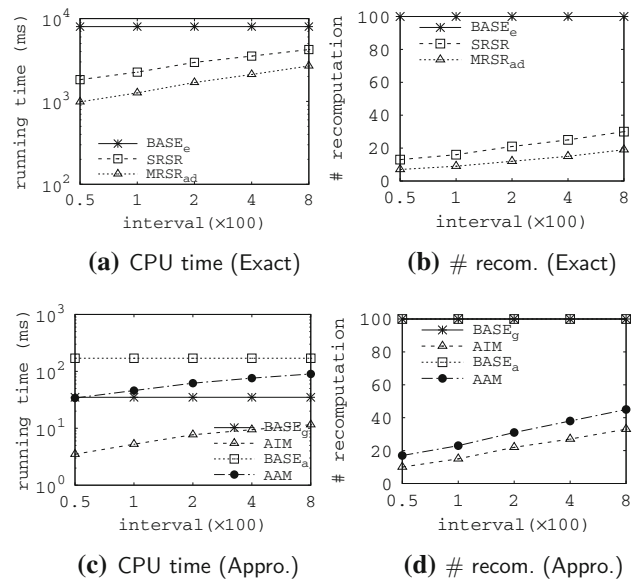 running time (ms)
10^4
10^3
10^2
BASE_e
SRSR
MRSR_ad
0.5 1 2 4 8
interval(×100)
(a) CPU time (Exact)
# recomputation
100
80
60
40
20
0
BASE_e
SRSR
MRSR_ad
0.5 1 2 4 8
interval(×100)
(b) # recom. (Exact)
running time (ms)
10^3
10^2
10^1
10^0
BASE_g
AIM
BASE_a
AAM
0.5 1 2 4 8
interval(×100)
(c) CPU time (Appro.)
# recomputation
100
80
60
40
20
0
BASE_g
AIM
BASE_a
AAM
0.5 1 2 4 8
interval(×100)
(d) # recom. (Appro.)